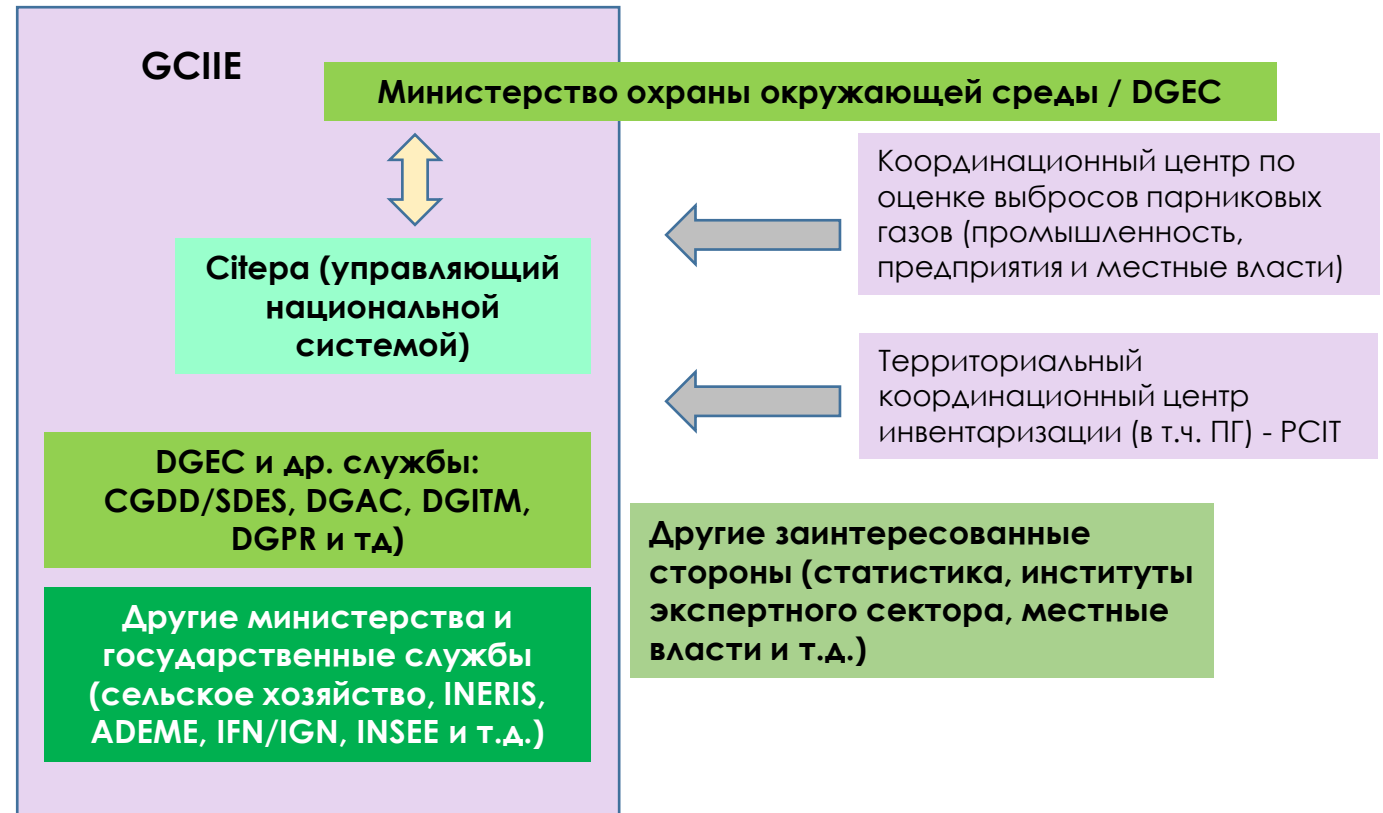 GCIIE
Министерство охраны окружающей среды / DGEC
Координационный центр по
оценке выбросов парниковых
газов (промышленность,
предприятия и местные власти)
Citepa (управляющий
национальной
системой)
Территориальный
координационный центр
инвентаризации (в т.ч. ПГ) - PCIT
DGEC и др. службы:
CGDD/SDES, DGAC, DGITM,
DGPR и тд)
Другие заинтересованные
стороны (статистика, институты
экспертного сектора, местные
власти и т.д.)
Другие министерства и
государственные службы
(сельское хозяйство, INERIS,
ADEME, IFN/IGN, INSEE и т.д.)